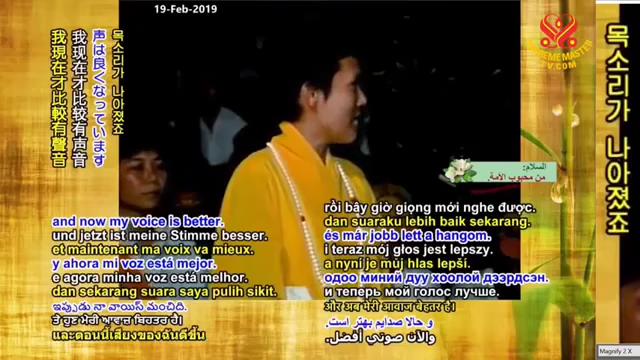 19-Feb-2019
SUPREME MASTER
TV.COM
목소리가 나아졌죠
声は良くなっています
我现在才比较有声音
我現在才比較有聲音
목소리가 나아졌죠
السلام:
من محبوب الأمة.
and now my voice is better.
und jetzt ist meine Stimme besser.
et maintenant ma voix va mieux.
y ahora mi voz está mejor.
e agora minha voz está melhor.
dan sekarang suara saya pulih sikit.
ఇప్పుడు నా వాయిస్ మంచిది.
ਤੇ ਹੁਣ ਮੇਰੀ ਆਵਾਜ਼ ਬਿਹਤਰ ਹੈ।
และตอนนี้เสียงของฉันดีขึ้น
rồi bây giờ giọng mới nghe được.
dan suaraku lebih baik sekarang.
és már jobb lett a hangom.
i teraz mój głos jest lepszy.
a nyní je můj hlas lepší.
одоо миний дуу хоолой дээрдсэн.
и теперь мой голос лучше.
और अब मेरी आवाज बेहतर है।
و حالا صدایم بهتر است.
والآن صوتي أفضل.
Magnify 2 X